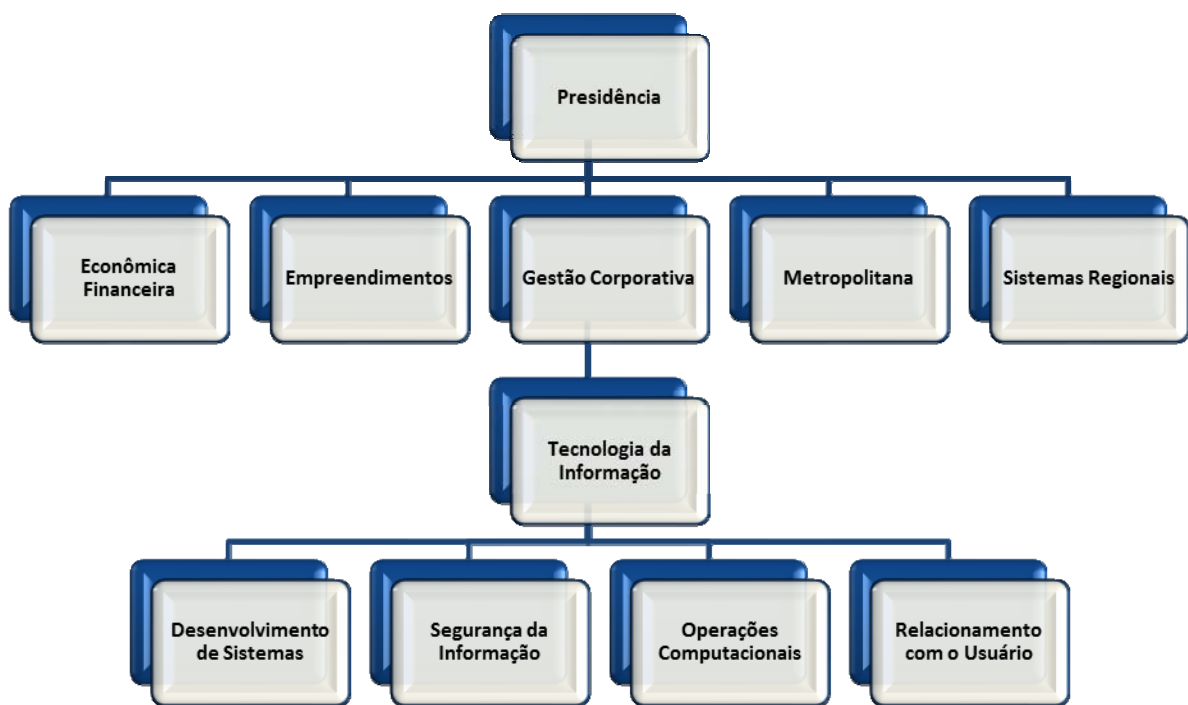 Presidência
Econômica
Financeira
Empreendimentos
Gestão Corporativa
Metropolitana
Sistemas Regionais
Tecnologia da
Informação
Desenvolvimento
de Sistemas
Segurança da
Informação
Operações
Computacionais
Relacionamento
com o Usuário